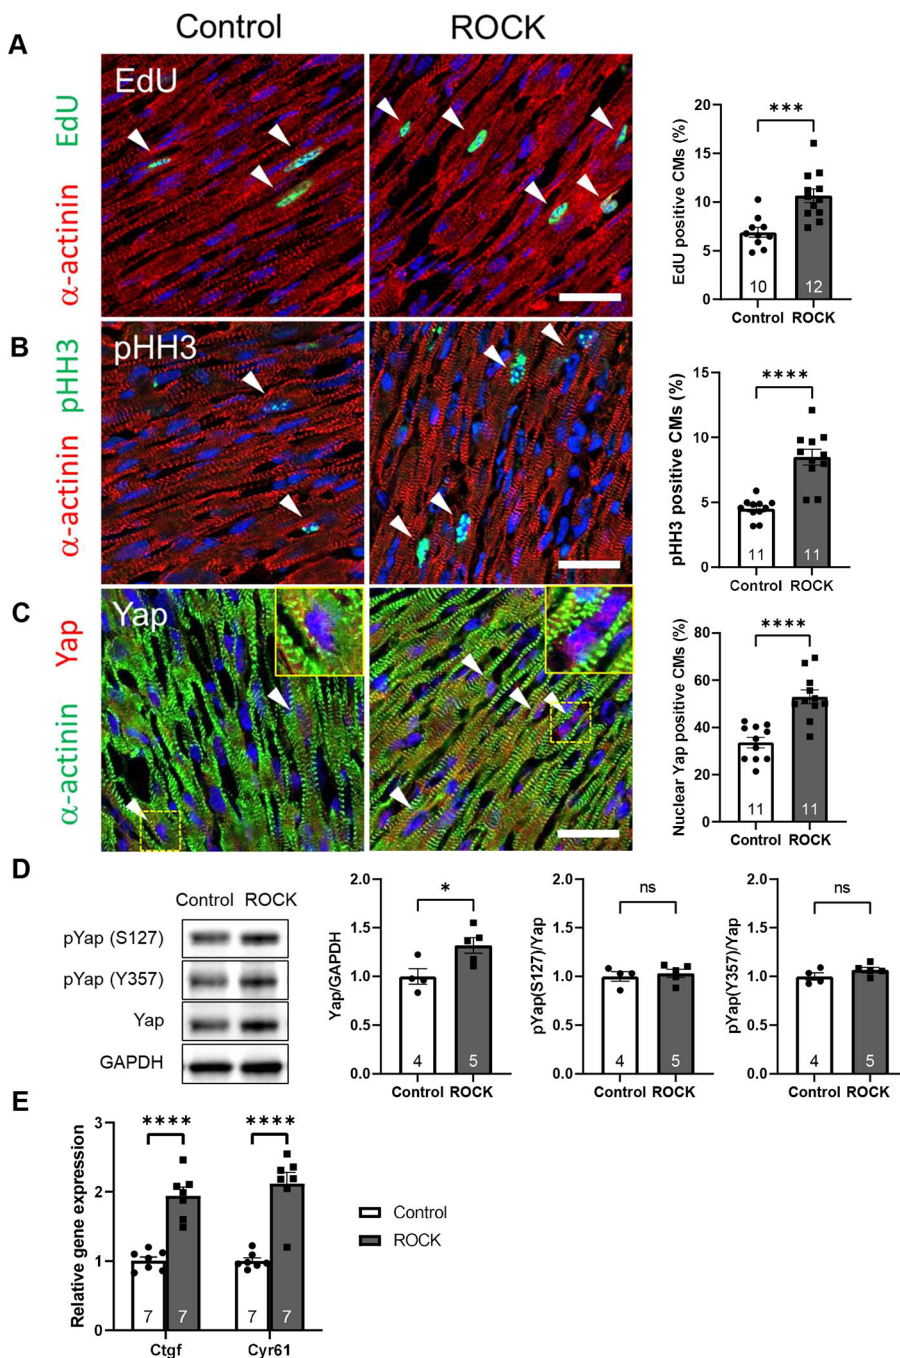 Control ROCK
A
EdU
α-actinin EdU
EdU positive CMs (%)
20
15
10
5
0
***
10 12
Control ROCK
B
pHH3
α-actinin pHH3
pHH3 positive CMs (%)
15
10
5
0
****
11 11
Control ROCK
C
Yap
α-actinin Yap
Nuclear Yap positive CMs (%)
80
60
40
20
0
****
11 11
Control ROCK
D
Control ROCK
pYap (S127)
pYap (Y357)
Yap
GAPDH
Yap/GAPDH
2.0
1.5
1.0
0.5
0.0
*
4 5
Control ROCK
pYap(S127)/Yap
2.0
1.5
1.0
0.5
0.0
ns
4 5
Control ROCK
pYap(Y357)/Yap
2.0
1.5
1.0
0.5
0.0
ns
4 5
Control ROCK
E
Relative gene expression
3
2
1
0
**** ****
7 7 7 7
Ctgf Cyr61
Control
ROCK